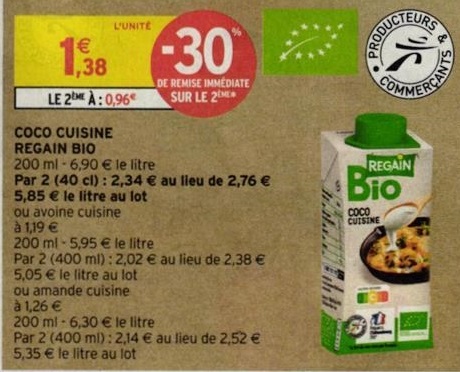 L'UNITÉ
1€,38
-30%
DE REMISE IMMÉDIATE
SUR LE 2ÈME
LE 2ÈME À : 0,96€
PRODUCTEURS & COMMERÇANTS
COCO CUISINE
REGAIN BIO
200 ml - 6,90 € le litre
Par 2 (40 cl) : 2,34 € au lieu de 2,76 €
5,85 € le litre au lot
ou avoine cuisine
à 1,19 €
200 ml - 5,95 € le litre
Par 2 (400 ml) : 2,02 € au lieu de 2,38 €
5,05 € le litre au lot
ou amande cuisine
à 1,26 €
200 ml - 6,30 € le litre
Par 2 (400 ml) : 2,14 € au lieu de 2,52 €
5,35 € le litre au lot
REGAIN
Bio
COCO
CUISINE